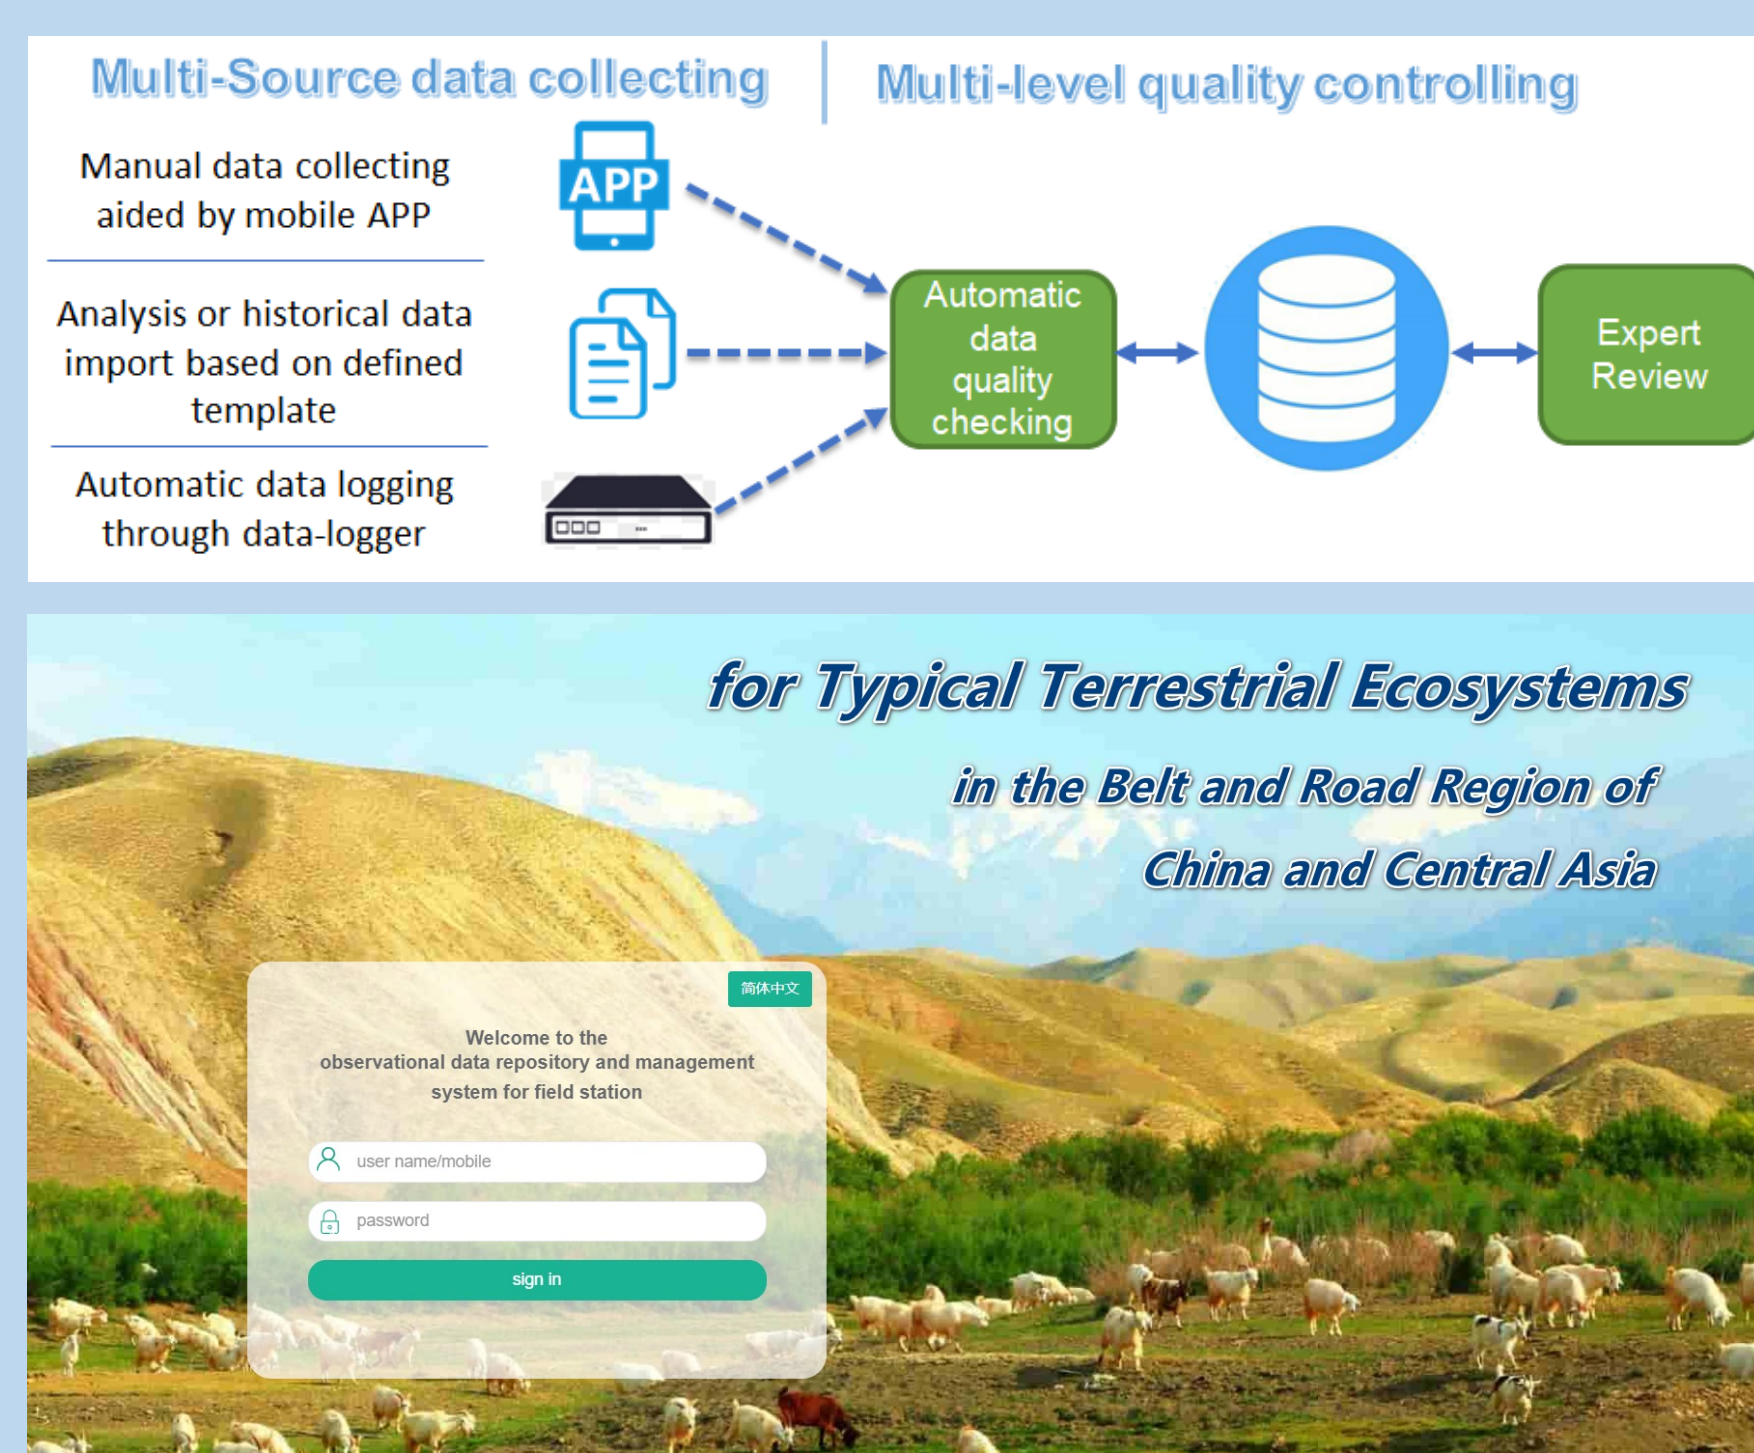 Multi-Source data collecting
Multi-level quality controlling
Manual data collecting
aided by mobile APP
APP
Analysis or historical data
import based on defined
template
Automatic data logging
through data-logger
Automatic
data
quality
checking
Expert
Review
for Typical Terrestrial Ecosystems
in the Belt and Road Region of
China and Central Asia
简体中文
Welcome to the
observational data repository and management
system for field station
user name/mobile
password
sign in